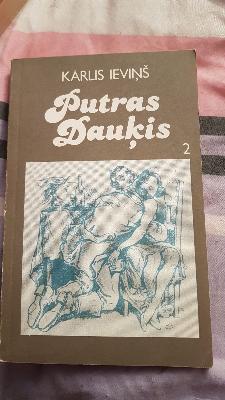 KARLIS IEVIŅŠ
Putras
Dauķis
2